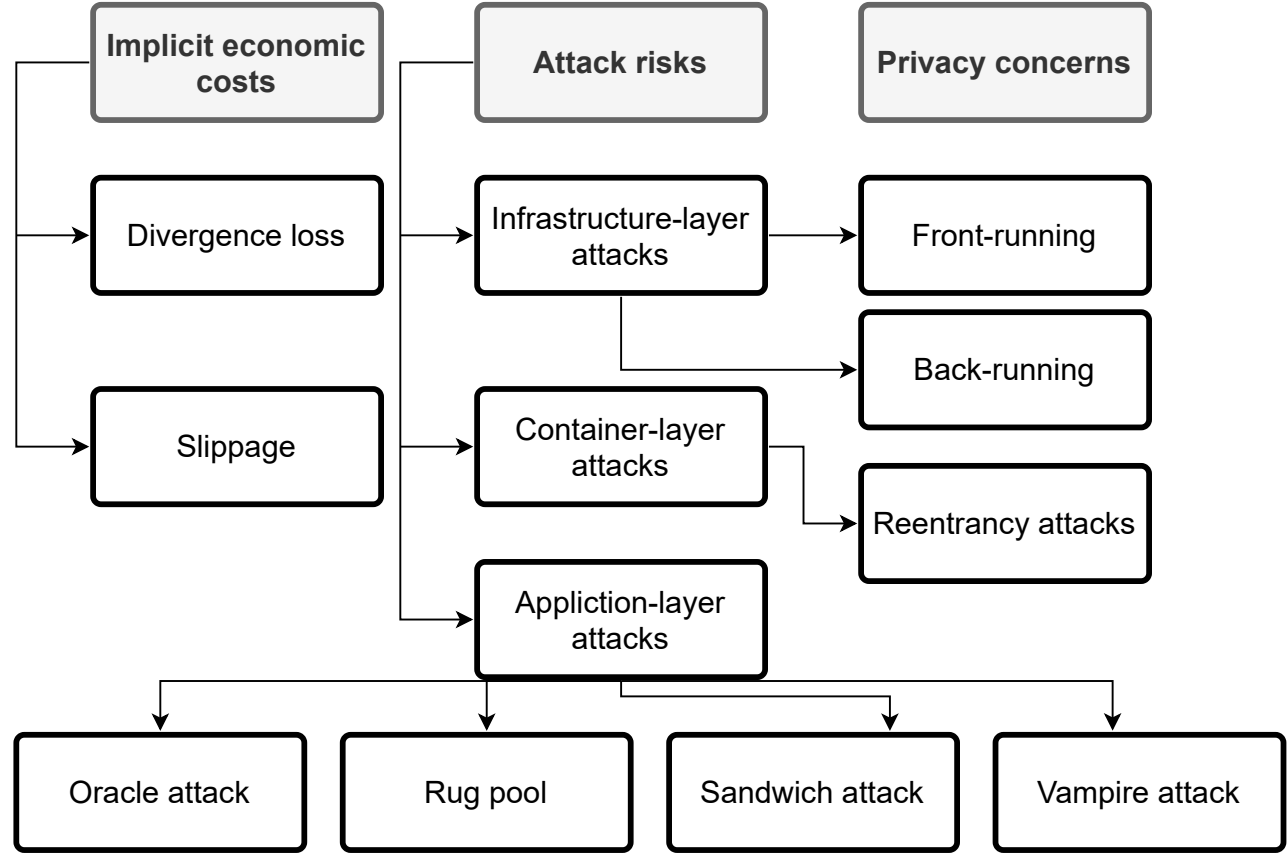 Implicit economic
costs
Attack risks
Privacy concerns
Divergence loss
Infrastructure-layer
attacks
Front-running
Back-running
Slippage
Container-layer
attacks
Reentrancy attacks
Appliction-layer
attacks
Oracle attack
Rug pool
Sandwich attack
Vampire attack